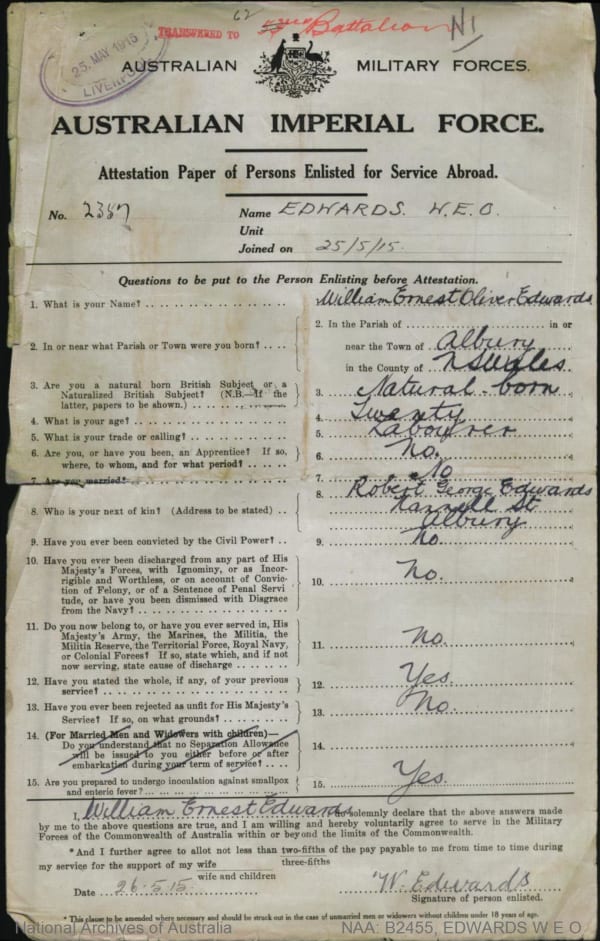 62
TRANSFERRED TO Battalion N1
25. MAY 1915
LIVERPOOL
AUSTRALIAN MILITARY FORCES.
AUSTRALIAN IMPERIAL FORCE.
Attestation Paper of Persons Enlisted for Service Abroad.
No. 2387 Name EDWARDS. W.E.O.
Unit
Joined on 25/5/15.
Questions to be put to the Person Enlisting before Attestation.
1. What is your Name? William Ernest Oliver Edwards
2. In or near what Parish or Town were you born? 2. In the Parish of in or
near the Town of Albury
in the County of NSWales
3. Are you a natural born British Subject or a
Naturalized British Subject? (N.B.—If the
latter, papers to be shown.) 3. Natural-born
4. What is your age? 4. Twenty
5. What is your trade or calling? 5. Labourer
6. Are you, or have you been, an Apprentice? If so,
where, to whom, and for what period? 6. No.
7. Are you married? 7. No
8. Who is your next of kin? (Address to be stated) 8. Robert George Edwards
St
Albury
9. Have you ever been convicted by the Civil Power? 9. No
10. Have you ever been discharged from any part of His
Majesty's Forces, with Ignominy, or as Incor-
rigible and Worthless, or on account of Convic-
tion of Felony, or of a Sentence of Penal Servi
tude, or have you been Dismissed with Disgrace
from the Navy? 10. No.
11. Do you now belong to, or have you ever served in, His
Majesty's Army, the Marines, the Militia, the
Militia Reserve, the Territorial Force, Royal Navy,
or Colonial Forces? If so, state which, and if not
now serving, state cause of discharge 11. No.
12. Have you stated the whole, if any, of your previous
service? 12. Yes.
13. Have you ever been rejected as unfit for His Majesty's
Service? If so, on what grounds? 13. No.
14. (For Married Men and Widowers with children)—
Do you understand that no Separation Allowance
will be issued to you either before or after
embarkation during your term of service? 14.
15. Are you prepared to undergo inoculation against smallpox
and enteric fever? 15. Yes.
I, William Ernest Edwards do solemnly declare that the above answers made
by me to the above questions are true, and I am willing and hereby voluntarily agree to serve in the Military
Forces of the Commonwealth of Australia within or beyond the limits of the Commonwealth.
*And I further agree to allot not less than two-fifths of the pay payable to me from time to time during
three-fifths
my service for the support of my wife
wife and children
Date 26.5.15. W. Edwards
Signature of person enlisted.
* This clause to be amended where necessary and should be struck out in the case of unmarried men or widowers without children under 18 years of age.
National Archives of Australia NAA: B2455, EDWARDS W E O